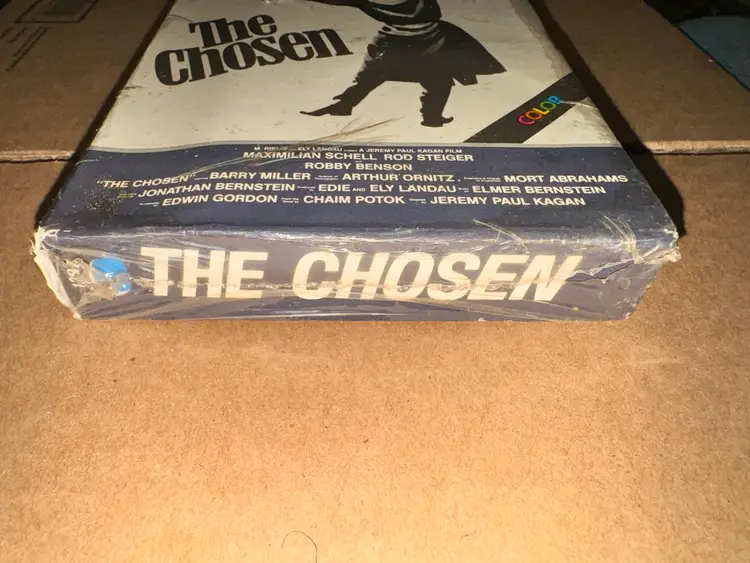 The
Chosen
COLOR
ELY LANDAU A JEREMY PAUL KAGAN FILM
MAXIMILIAN SCHELL ROD STEIGER
ROBBY BENSON
"THE CHOSEN" BARRY MILLER ARTHUR ORNITZ, MORT ABRAHAMS
JONATHAN BERNSTEIN EDIE AND ELY LANDAU ELMER BERNSTEIN
EDWIN GORDON CHAIM POTOK JEREMY PAUL KAGAN
THE CHOSEN